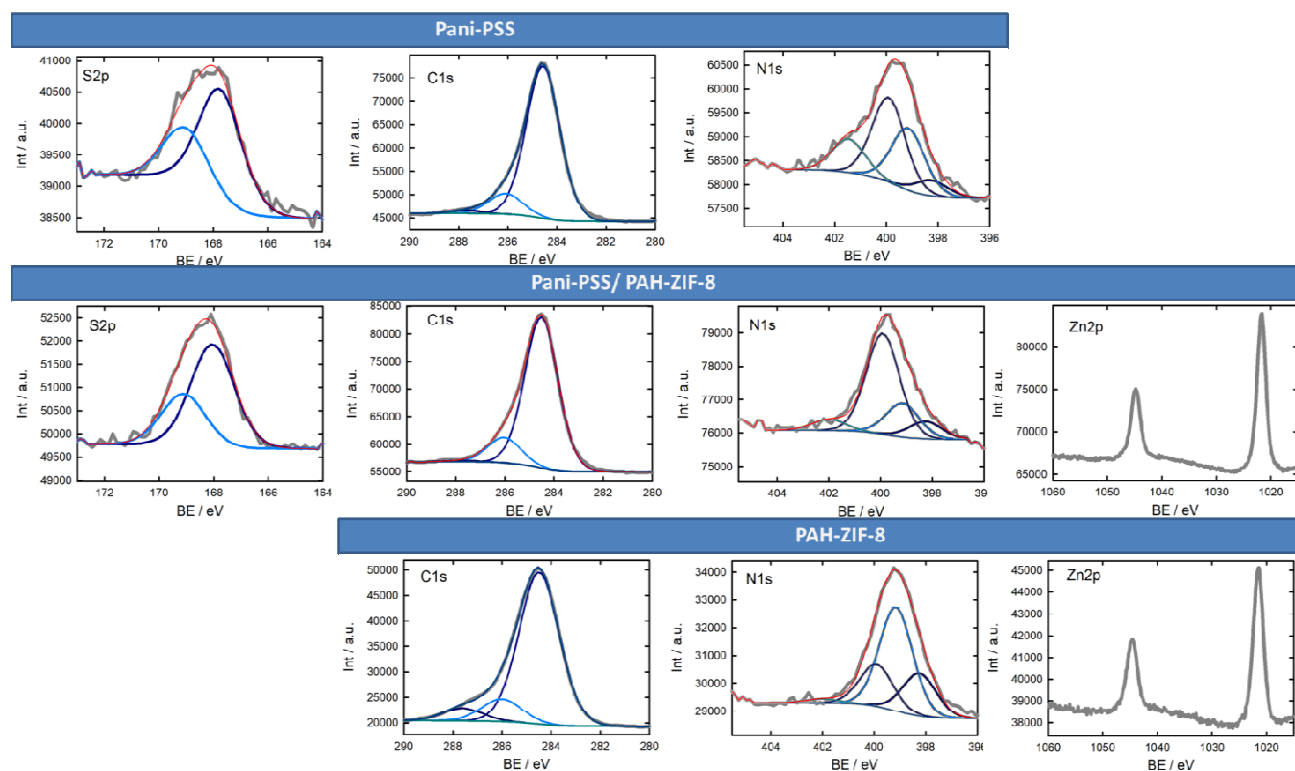 Pani-PSS
S2p
41000
40000
39000
38500
Int / a.u.
172 170 168 166 164
BE / eV
C1s
75000
70000
65000
60000
55000
50000
45000
Int / a.u.
290 288 286 284 282 280
BE / eV
N1s
60500
60000
59500
59000
58500
58000
57500
Int / a.u.
404 402 400 398 396
BE / eV
Pani-PSS/ PAH-ZIF-8
S2p
52500
52000
51500
51000
50500
50000
49500
49000
Int / a.u.
172 170 168 166 164
BE / eV
C1s
85000
80000
75000
70000
65000
60000
55000
Int / a.u.
290 288 286 284 282 280
BE / eV
N1s
79000
78000
77000
76000
75000
Int / a.u.
404 402 400 398 39
BE / eV
Zn2p
80000
75000
70000
65000
Int / a.u.
1060 1050 1040 1030 1020
BE / eV
PAH-ZIF-8
C1s
50000
45000
40000
35000
30000
25000
20000
Int / a.u.
290 288 286 284 282 280
BE / eV
N1s
34000
33000
32000
31000
30000
29000
Int / a.u.
404 402 400 398 396
BE / eV
Zn2p
45000
44000
43000
42000
41000
40000
39000
38000
Int / a.u.
1060 1050 1040 1030 1020
BE / eV